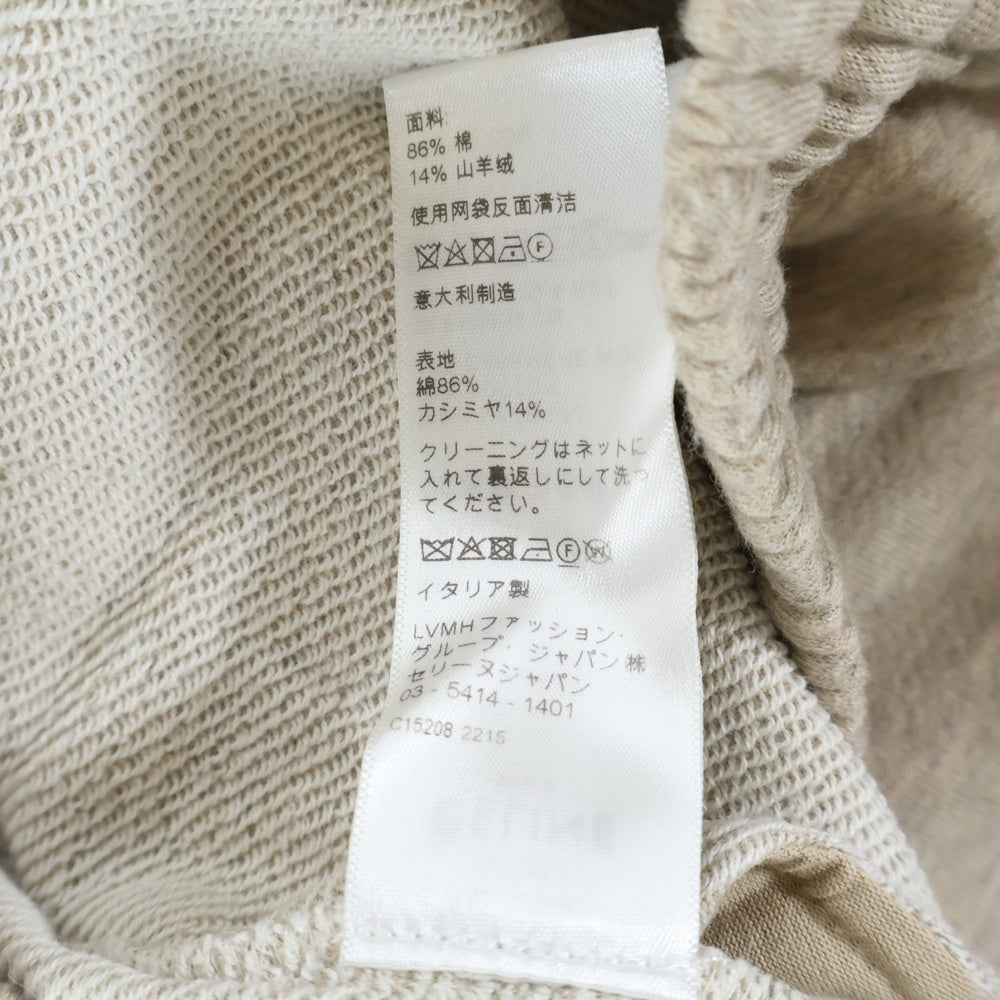 面料:
86% 棉
14% 山羊绒
使用网袋反面清洁
F
意大利制造
表地
綿86%
カシミヤ14%
クリーニングはネットに
入れて裏返しにして洗っ
てください。
F W
イタリア製
LVMHファッション・
グループ・ジャパン㈱
セリーヌジャパン
03 - 5414 - 1401
C15208 2215